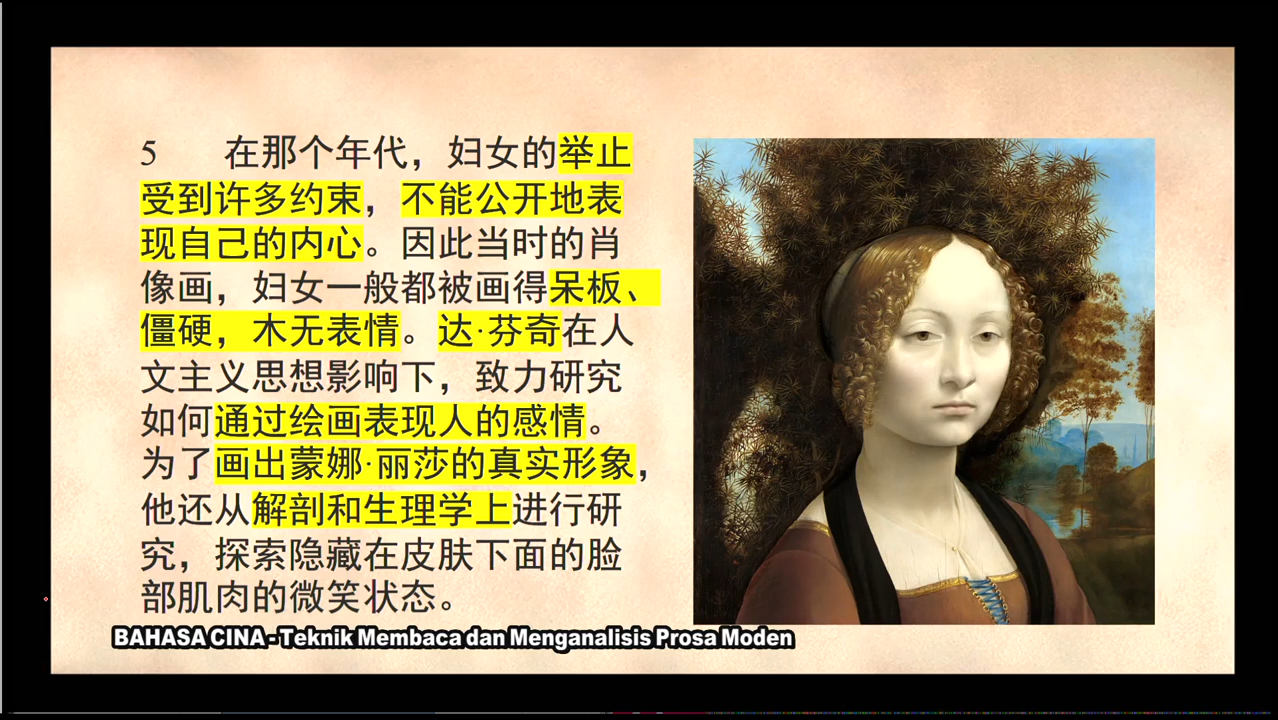 5 在那个年代，妇女的举止
受到许多约束，不能公开地表
现自己的内心。因此当时的肖
像画，妇女一般都被画得呆板、
僵硬，木无表情。达·芬奇在人
文主义思想影响下，致力研究
如何通过绘画表现人的感情。
为了画出蒙娜·丽莎的真实形象，
他还从解剖和生理学上进行研
究，探索隐藏在皮肤下面的脸
部肌肉的微笑状态。
BAHASA CINA - Teknik Membaca dan Menganalisis Prosa Moden